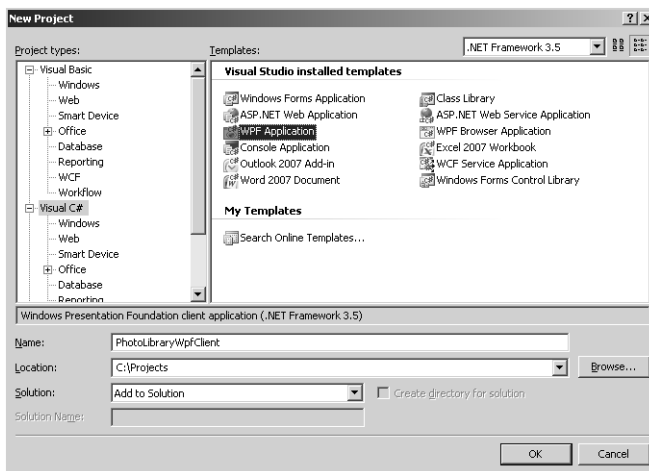 New Project
Project types:
Templates:
.NET Framework 3.5
Visual Basic
Windows
Web
Smart Device
Office
Database
Reporting
WCF
Workflow
Visual C#
Windows
Web
Smart Device
Office
Database
Reporting
Visual Studio installed templates
Windows Forms Application
ASP.NET Web Application
WPF Application
Console Application
Outlook 2007 Add-in
Word 2007 Document
Class Library
ASP.NET Web Service Application
WPF Browser Application
Excel 2007 Workbook
WCF Service Application
Windows Forms Control Library
My Templates
Search Online Templates...
Windows Presentation Foundation client application (.NET Framework 3.5)
Name: PhotoLibraryWpfClient
Location: C:\Projects Browse...
Solution: Add to Solution Create directory for solution
Solution Name:
OK Cancel